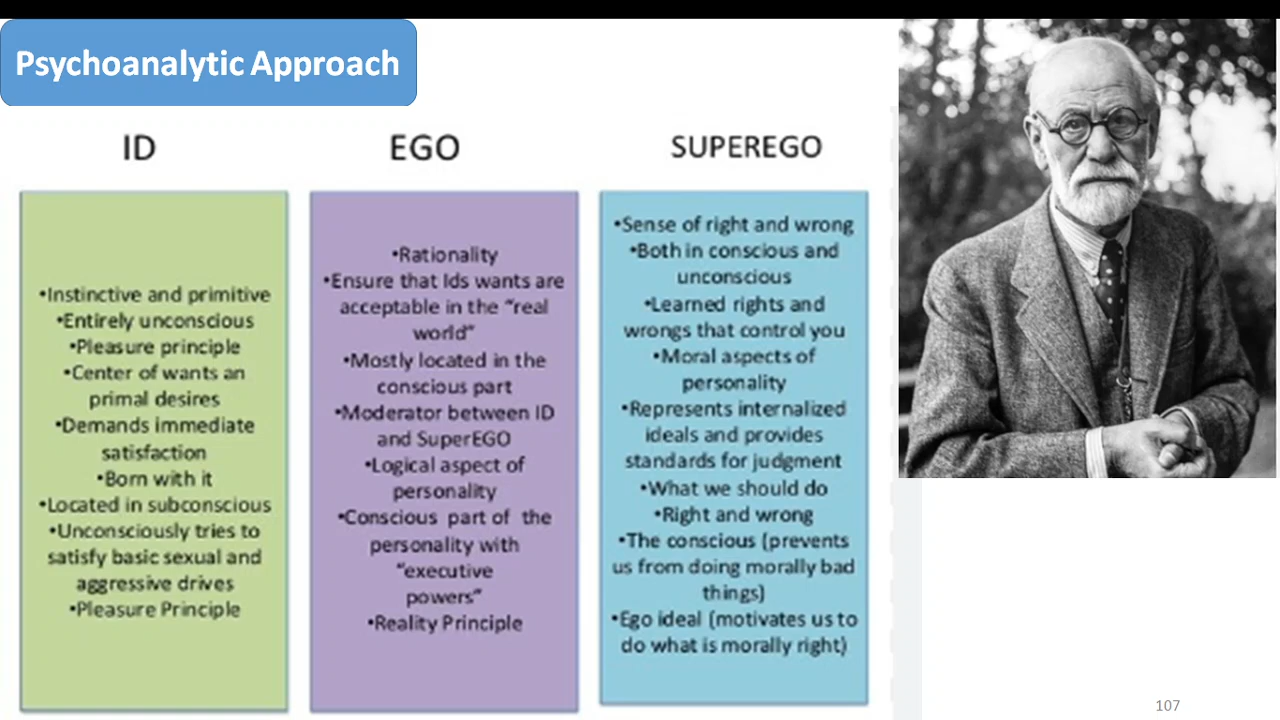 Psychoanalytic Approach
ID
•Instinctive and primitive
•Entirely unconscious
•Pleasure principle
•Center of wants an
primal desires
•Demands immediate
satisfaction
•Born with it
•Located in subconscious
•Unconsciously tries to
satisfy basic sexual and
aggressive drives
•Pleasure Principle
EGO
•Rationality
•Ensure that Ids wants are
acceptable in the “real
world”
•Mostly located in the
conscious part
•Moderator between ID
and SuperEGO
•Logical aspect of
personality
•Conscious part of the
personality with
“executive
powers”
•Reality Principle
SUPEREGO
•Sense of right and wrong
•Both in conscious and
unconscious
•Learned rights and
wrongs that control you
•Moral aspects of
personality
•Represents internalized
ideals and provides
standards for judgment
•What we should do
•Right and wrong
•The conscious (prevents
us from doing morally bad
things)
•Ego ideal (motivates us to
do what is morally right)
107